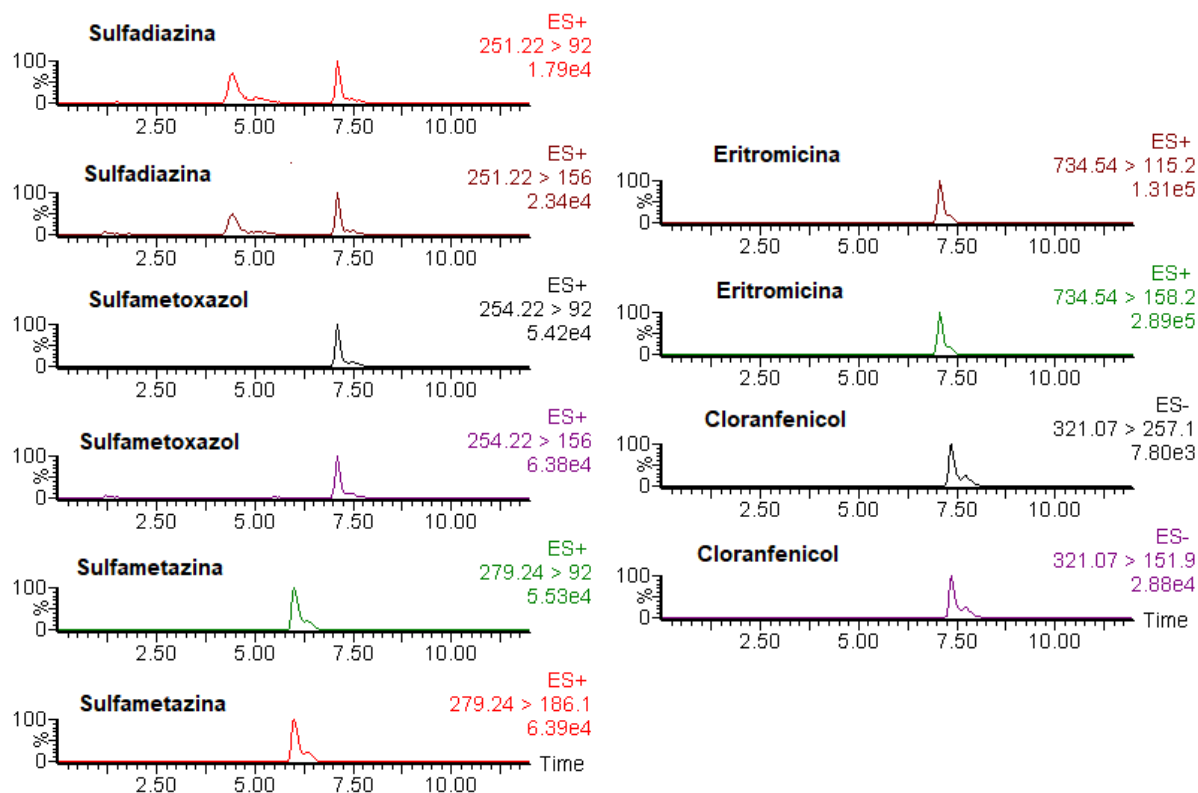 Sulfadiazina
ES+
251.22 > 92
1.79e4
100
%
0
2.50 5.00 7.50 10.00
Sulfadiazina
ES+
251.22 > 156
2.34e4
100
%
0
2.50 5.00 7.50 10.00
Sulfametoxazol
ES+
254.22 > 92
5.42e4
100
%
0
2.50 5.00 7.50 10.00
Sulfametoxazol
ES+
254.22 > 156
6.38e4
100
%
0
2.50 5.00 7.50 10.00
Sulfametazina
ES+
279.24 > 92
5.53e4
100
%
0
2.50 5.00 7.50 10.00
Sulfametazina
ES+
279.24 > 186.1
6.39e4
100
%
0
Time
2.50 5.00 7.50 10.00
Eritromicina
ES+
734.54 > 115.2
1.31e5
100
%
0
2.50 5.00 7.50 10.00
Eritromicina
ES+
734.54 > 158.2
2.89e5
100
%
0
2.50 5.00 7.50 10.00
Cloranfenicol
ES-
321.07 > 257.1
7.80e3
100
%
0
2.50 5.00 7.50 10.00
Cloranfenicol
ES-
321.07 > 151.9
2.88e4
100
%
0
Time
2.50 5.00 7.50 10.00